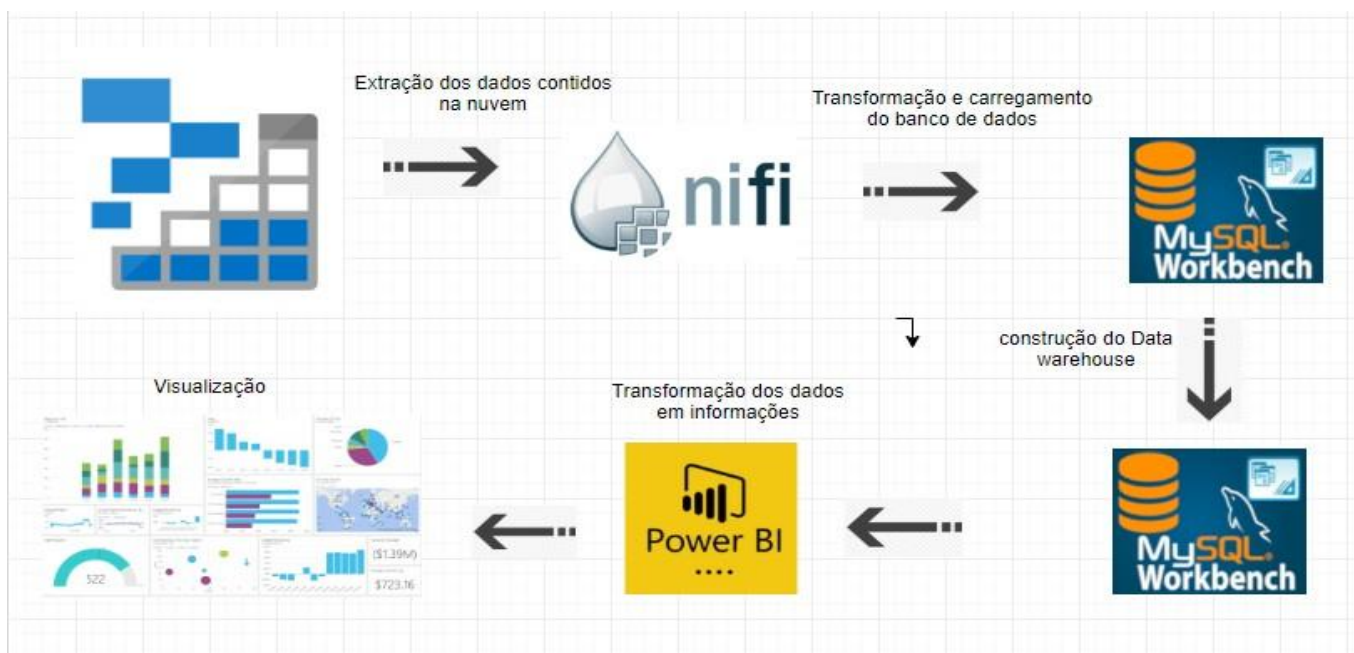 Extração dos dados contidos
na nuvem
Transformação e carregamento
do banco de dados
nifi
MySQL®
Workbench
construção do Data
warehouse
Visualização
Transformação dos dados
em informações
Power BI
MySQL®
Workbench
522
($1.39M)
$723.16